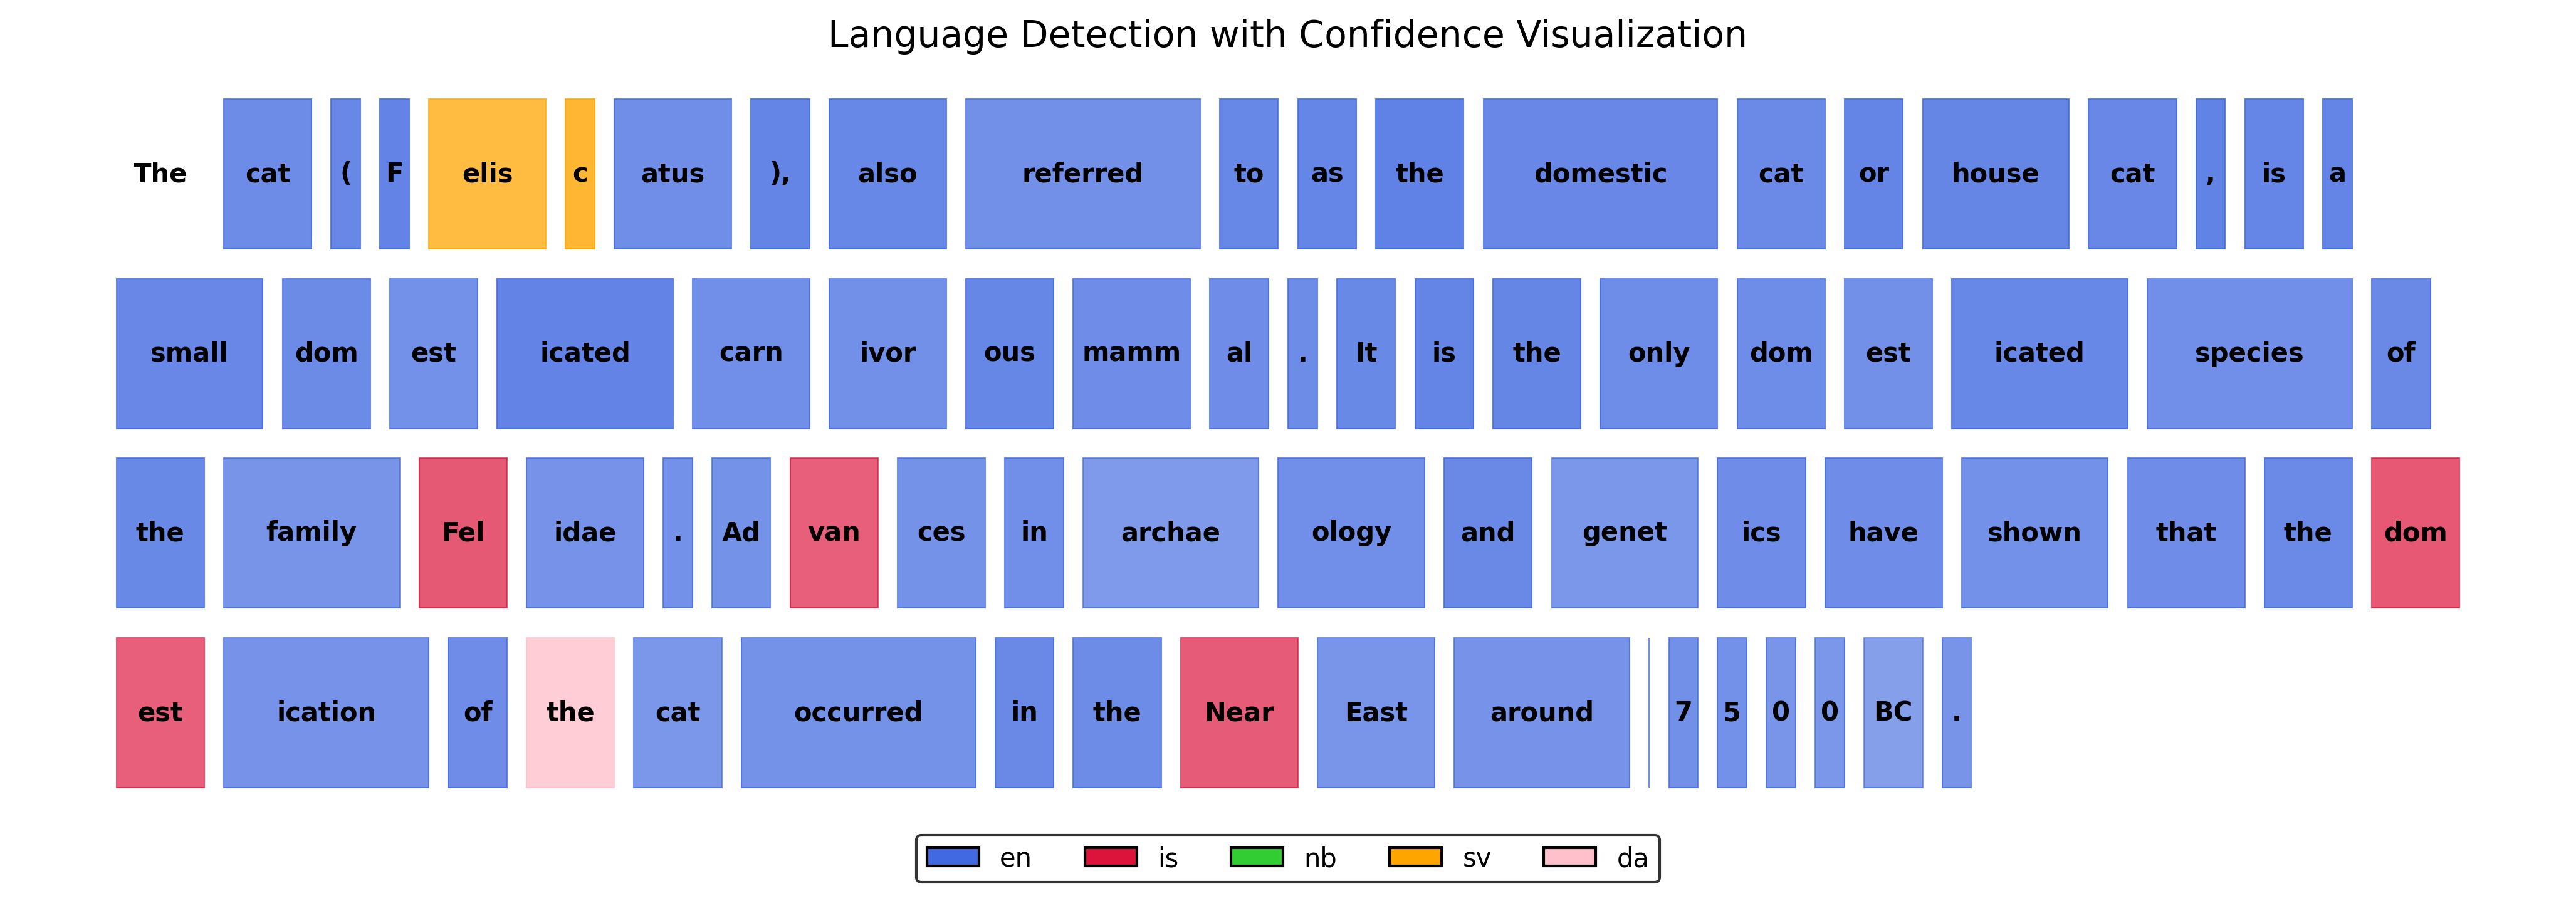 Language Detection with Confidence Visualization
The cat ( F elis c atus ), also referred to as the domestic cat or house cat , is a
small dom est icated carn ivor ous mamm al . It is the only dom est icated species of
the family Fel idae . Ad van ces in archae ology and genet ics have shown that the dom
est ication of the cat occurred in the Near East around 7 5 0 0 BC .
en is nb sv da